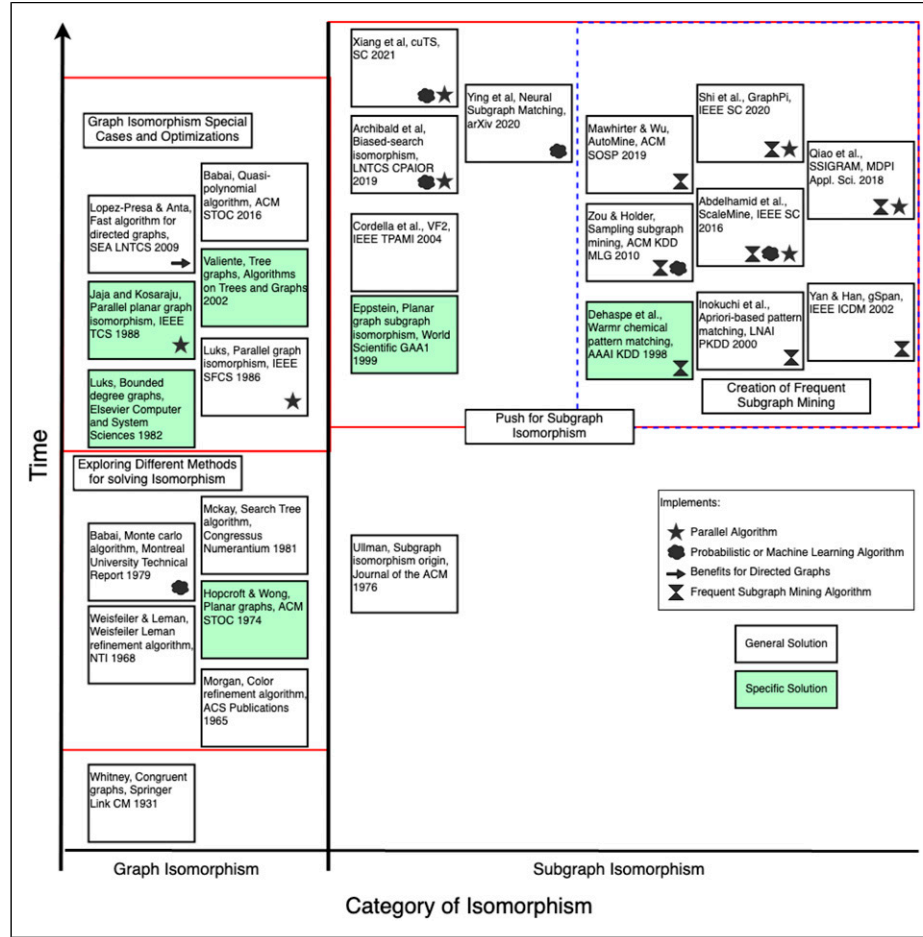 Xiang et al, cuTS,
SC 2021
Ying et al, Neural
Subgraph Matching,
arXiv 2020
Archibald et al,
Biased-search
isomorphism,
LNTCS CPAIOR
2019
Cordella et al., VF2,
IEEE TPAMI 2004
Eppstein, Planar
graph subgraph
isomorphism, World
Scientific GAA1
1999
Shi et al., GraphPi,
IEEE SC 2020
Mawhirter & Wu,
AutoMine, ACM
SOSP 2019
Qiao et al.,
SSIGRAM, MDPI
Appl. Sci. 2018
Zou & Holder,
Sampling subgraph
mining, ACM KDD
MLG 2010
Abdelhamid et al.,
ScaleMine, IEEE SC
2016
Dehaspe et al.,
Warmr chemical
pattern matching,
AAAI KDD 1998
Inokuchi et al.,
Apriori-based
pattern matching,
LNAI
PKDD 2000
Yan & Han, gSpan,
IEEE ICDM 2002
Creation of Frequent
Subgraph Mining
Push for Subgraph
Isomorphism
Graph Isomorphism Special
Cases and Optimizations
Babai, Quasi-
polynomial algorithm,
ACM
STOC 2016
Lopez-Presa & Anta,
Fast algorithm for
directed graphs,
SEA LNTCS 2009
Valiente, Tree
graphs, Algorithms
on Trees and Graphs
2002
Jaja and Kosaraju,
Parallel planar graph
isomorphism, IEEE
TCS 1988
Luks, Parallel graph
isomorphism, IEEE
SFCS 1986
Luks, Bounded
degree graphs,
Elsevier Computer
and System
Sciences 1982
Exploring Different Methods
for solving Isomorphism
Mckay, Search Tree
algorithm,
Congressus
Numerantium 1981
Babai, Monte carlo
algorithm, Montreal
University Technical
Report 1979
Hopcroft & Wong,
Planar graphs, ACM
STOC 1974
Weisfeiler & Leman,
Weisfeiler Leman
refinement algorithm,
NTI 1968
Morgan, Color
refinement algorithm,
ACS Publications
1965
Whitney, Congruent
graphs, Springer
Link CM 1931
Ullman, Subgraph
isomorphism origin,
Journal of the ACM
1976
Implements:
Parallel Algorithm
Probabilistic or Machine Learning Algorithm
Benefits for Directed Graphs
Frequent Subgraph Mining Algorithm
General Solution
Specific Solution
Time
Graph Isomorphism
Subgraph Isomorphism
Category of Isomorphism